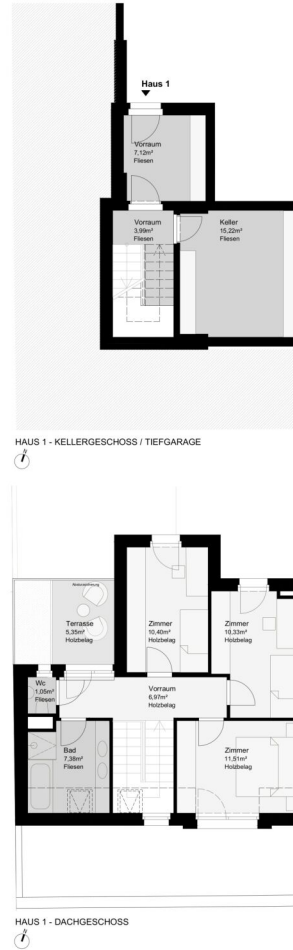 Haus 1
Vorraum
7,12m²
Fliesen
Vorraum
3,99m²
Fliesen
Keller
15,22m²
Fliesen
HAUS 1 - KELLERGESCHOSS / TIEFGARAGE
N
Terrasse
5,35m²
Holzbelag
Zimmer
10,40m²
Holzbelag
Zimmer
10,33m²
Holzbelag
Wc
1,05m²
Fliesen
Vorraum
6,97m²
Holzbelag
Bad
7,38m²
Fliesen
Zimmer
11,51m²
Holzbelag
HAUS 1 - DACHGESCHOSS
N